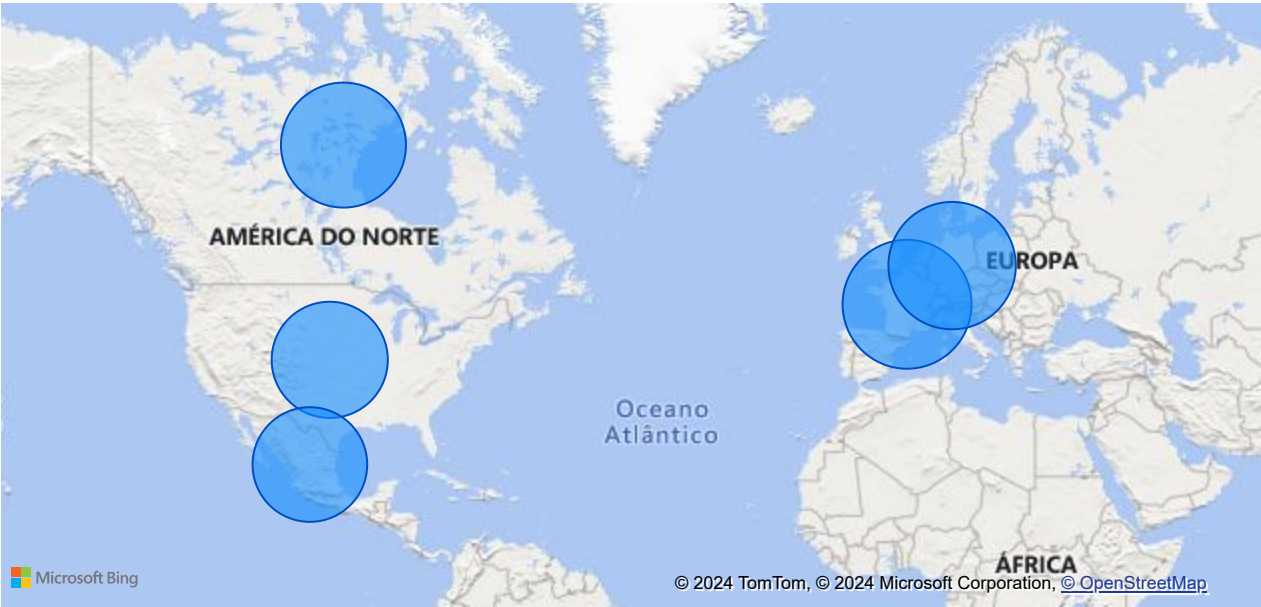 AMÉRICA DO NORTE
EUROPA
Oceano
Atlântico
ÁFRICA
Microsoft Bing
© 2024 TomTom, © 2024 Microsoft Corporation, © OpenStreetMap